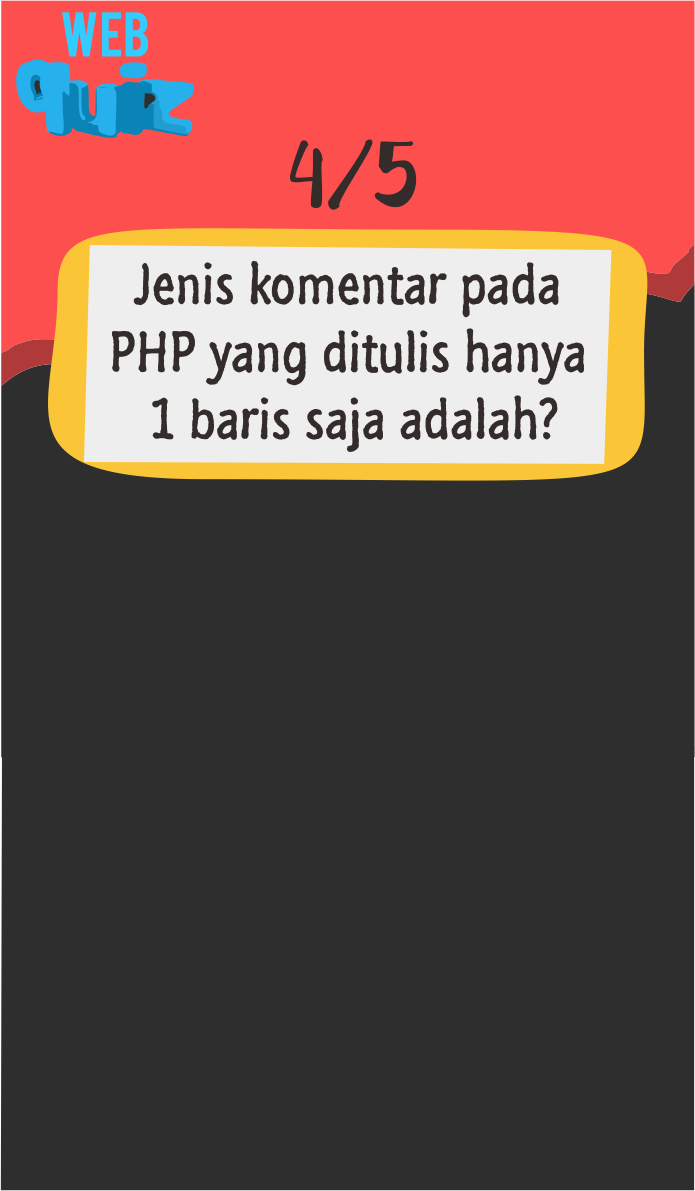 WEB
quiz
4/5
Jenis komentar pada
PHP yang ditulis hanya
1 baris saja adalah?